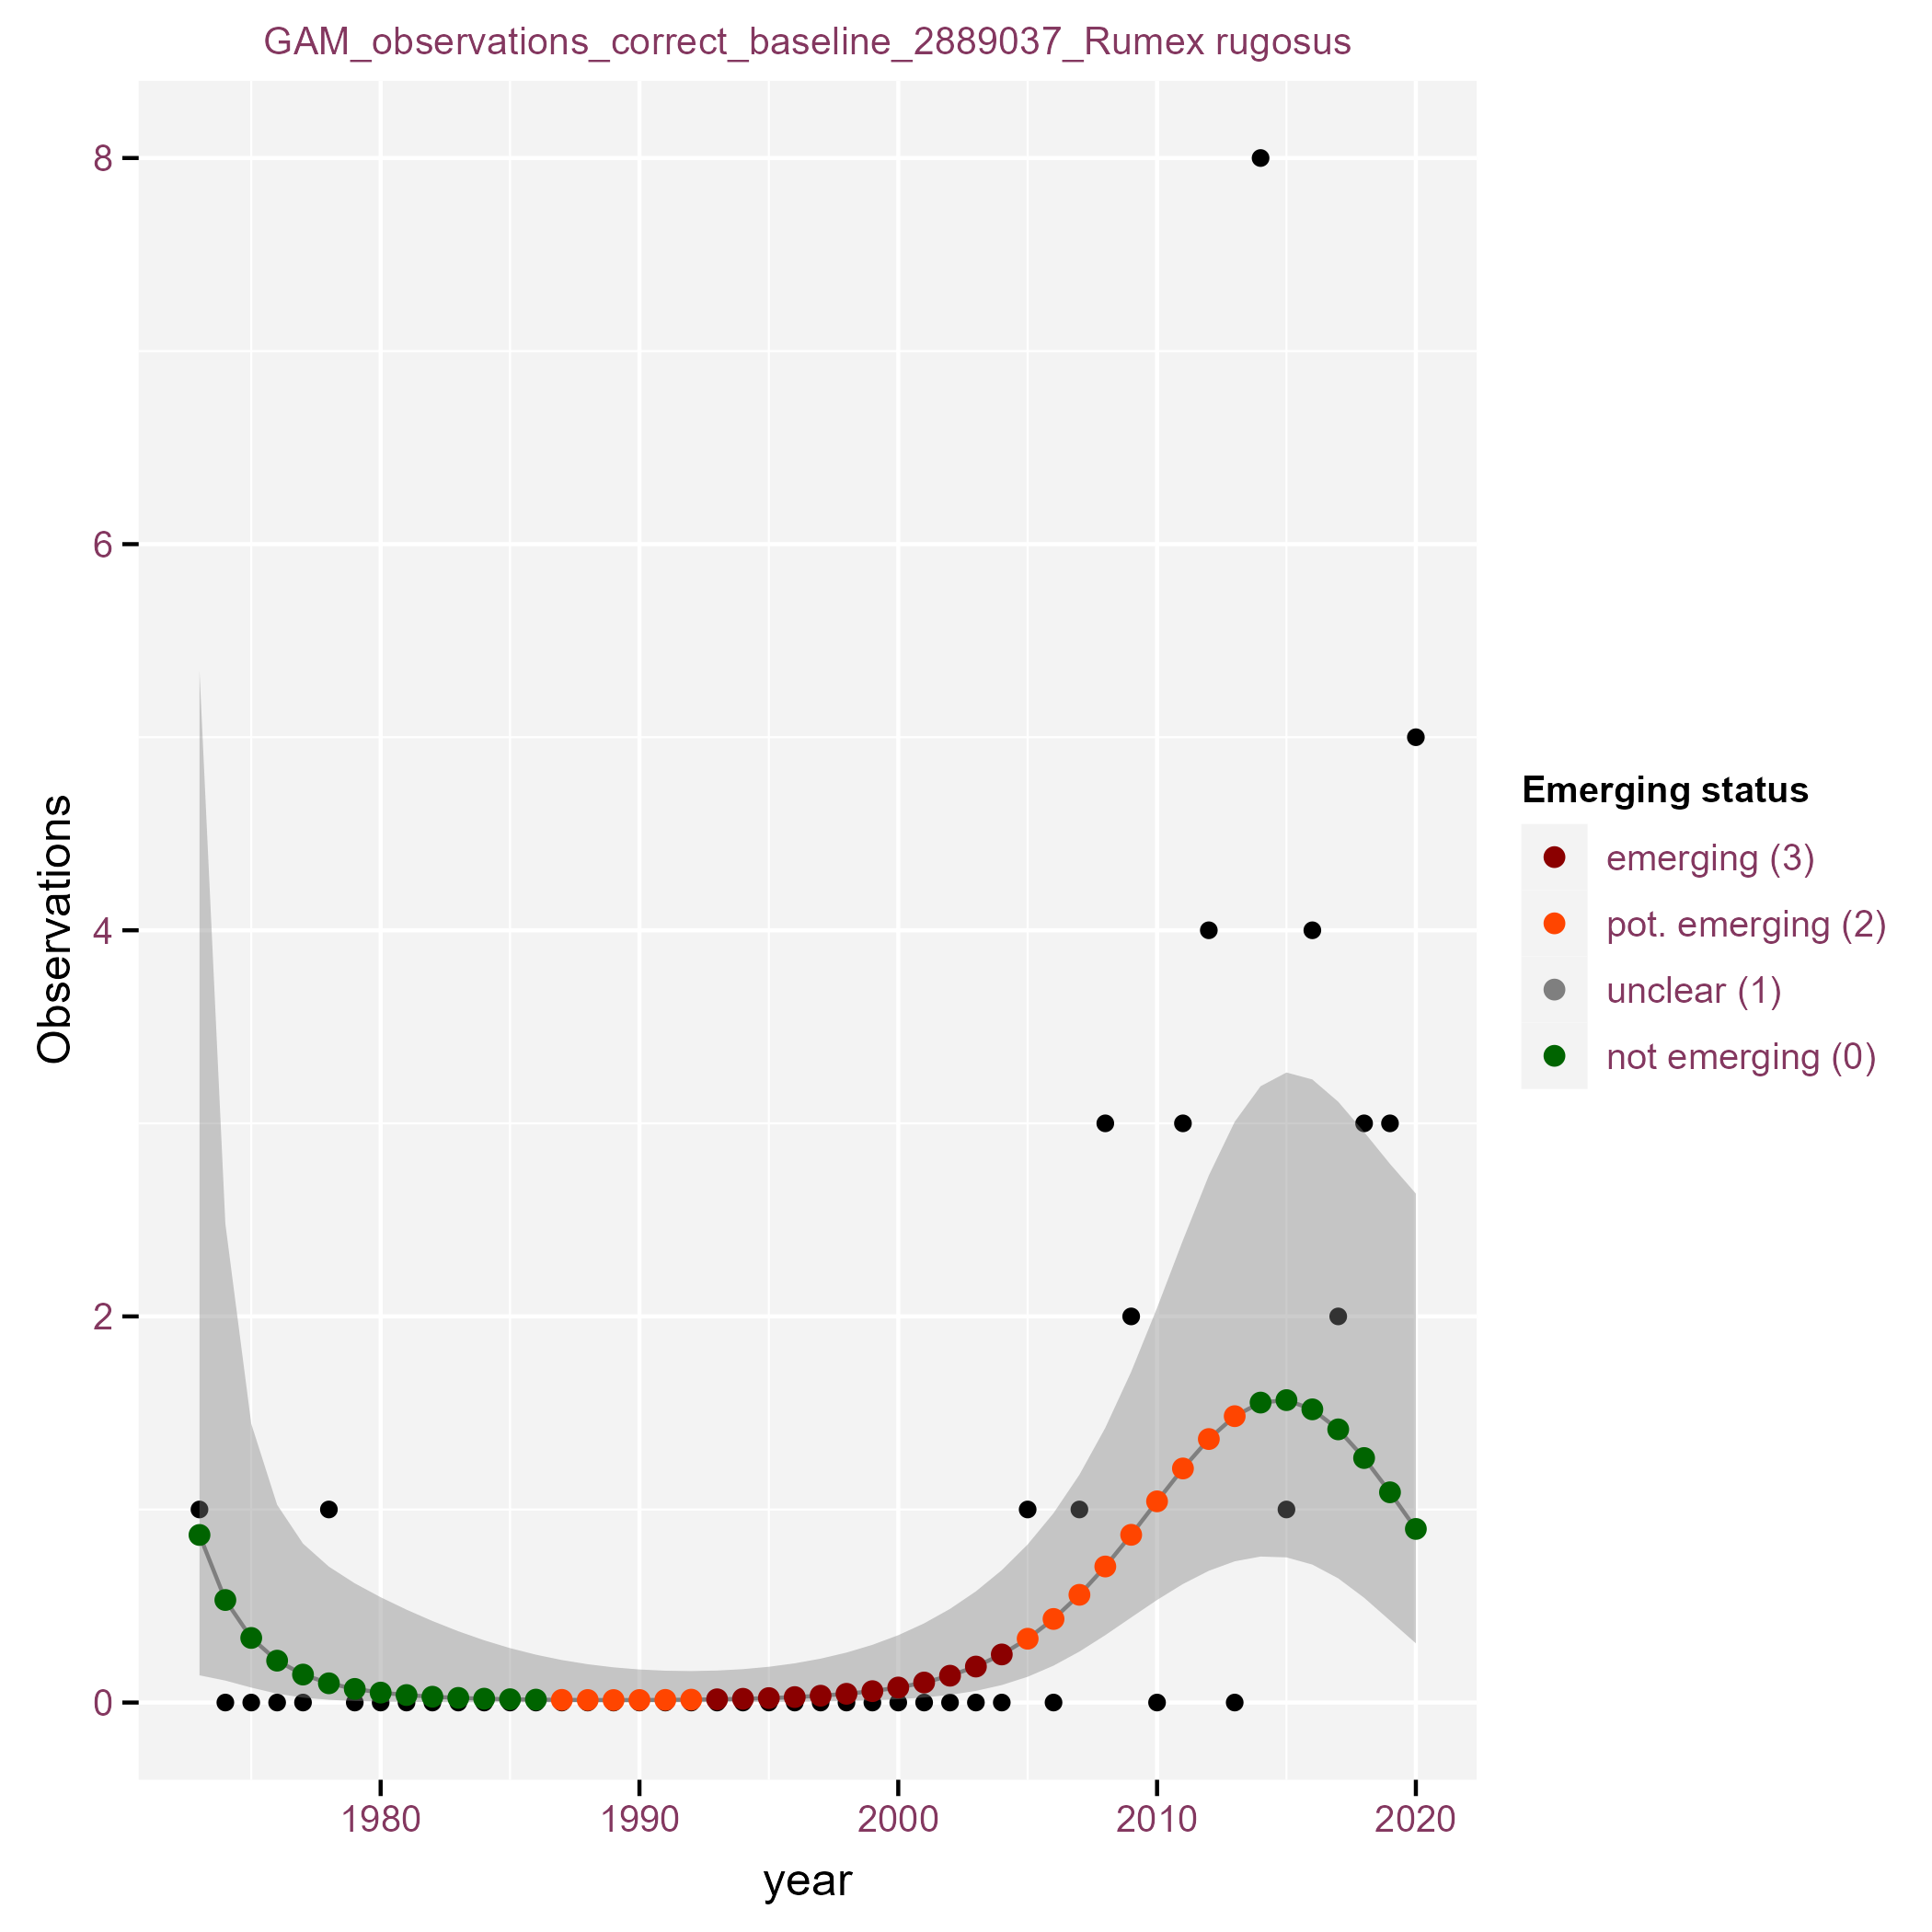 GAM_observations_correct_baseline_2889037_Rumex rugosus
8
6
4
2
0
Observations
1980
1990
2000
2010
2020
year
Emerging status
emerging (3)
pot. emerging (2)
unclear (1)
not emerging (0)